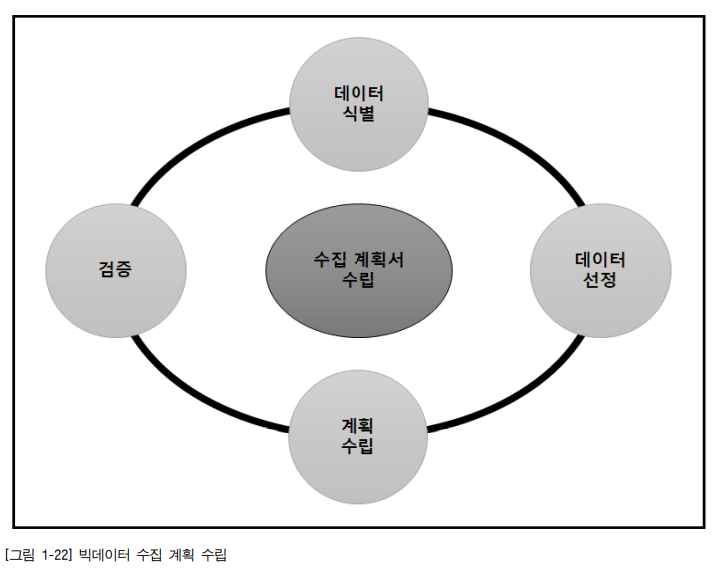 데이터
식별
검증
수집 계획서
수립
데이터
선정
계획
수립
[그림 1-22] 빅데이터 수집 계획 수립